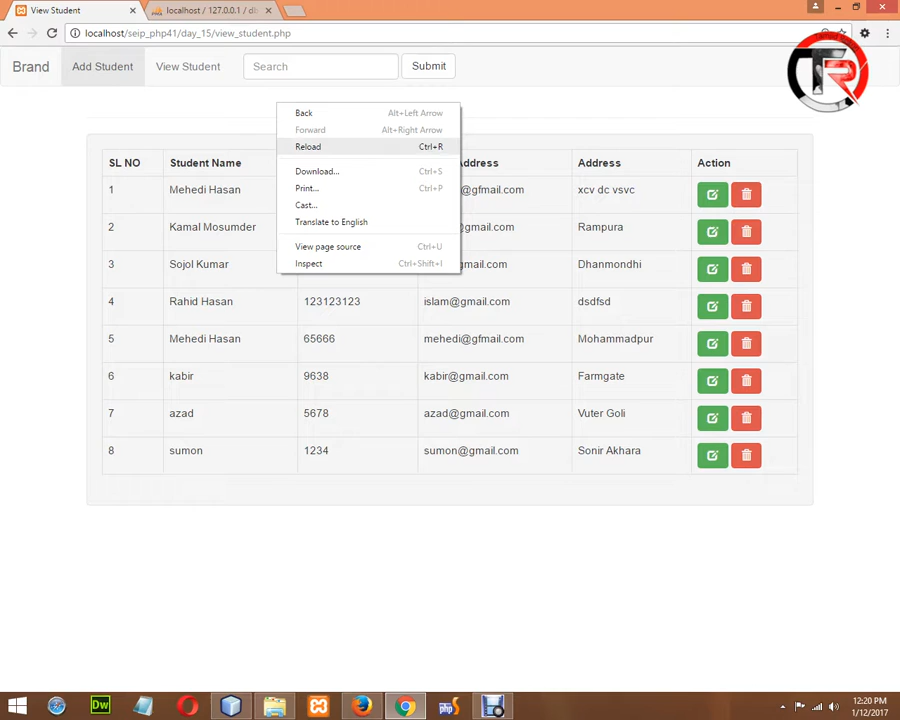 View Student
localhost / 127.0.0.1 /
localhost/seip_php41/day_15/view_student.php
Brand Add Student View Student Search Submit
Back Alt+Left Arrow
Forward Alt+Right Arrow
Reload Ctrl+R
Download... Ctrl+S
Print... Ctrl+P
Cast...
Translate to English
View page source Ctrl+U
Inspect Ctrl+Shift+I
SL NO Student Name Address Action
1 Mehedi Hasan @gfmail.com xcv dc vsvc
2 Kamal Mosumder @gmail.com Rampura
3 Sojol Kumar @gmail.com Dhanmondhi
4 Rahid Hasan 123123123 islam@gmail.com dsdfsd
5 Mehedi Hasan 65666 mehedi@gfmail.com Mohammadpur
6 kabir 9638 kabir@gmail.com Farmgate
7 azad 5678 azad@gmail.com Vuter Goli
8 sumon 1234 sumon@gmail.com Sonir Akhara
Dw
php
12:20 PM
1/12/2017